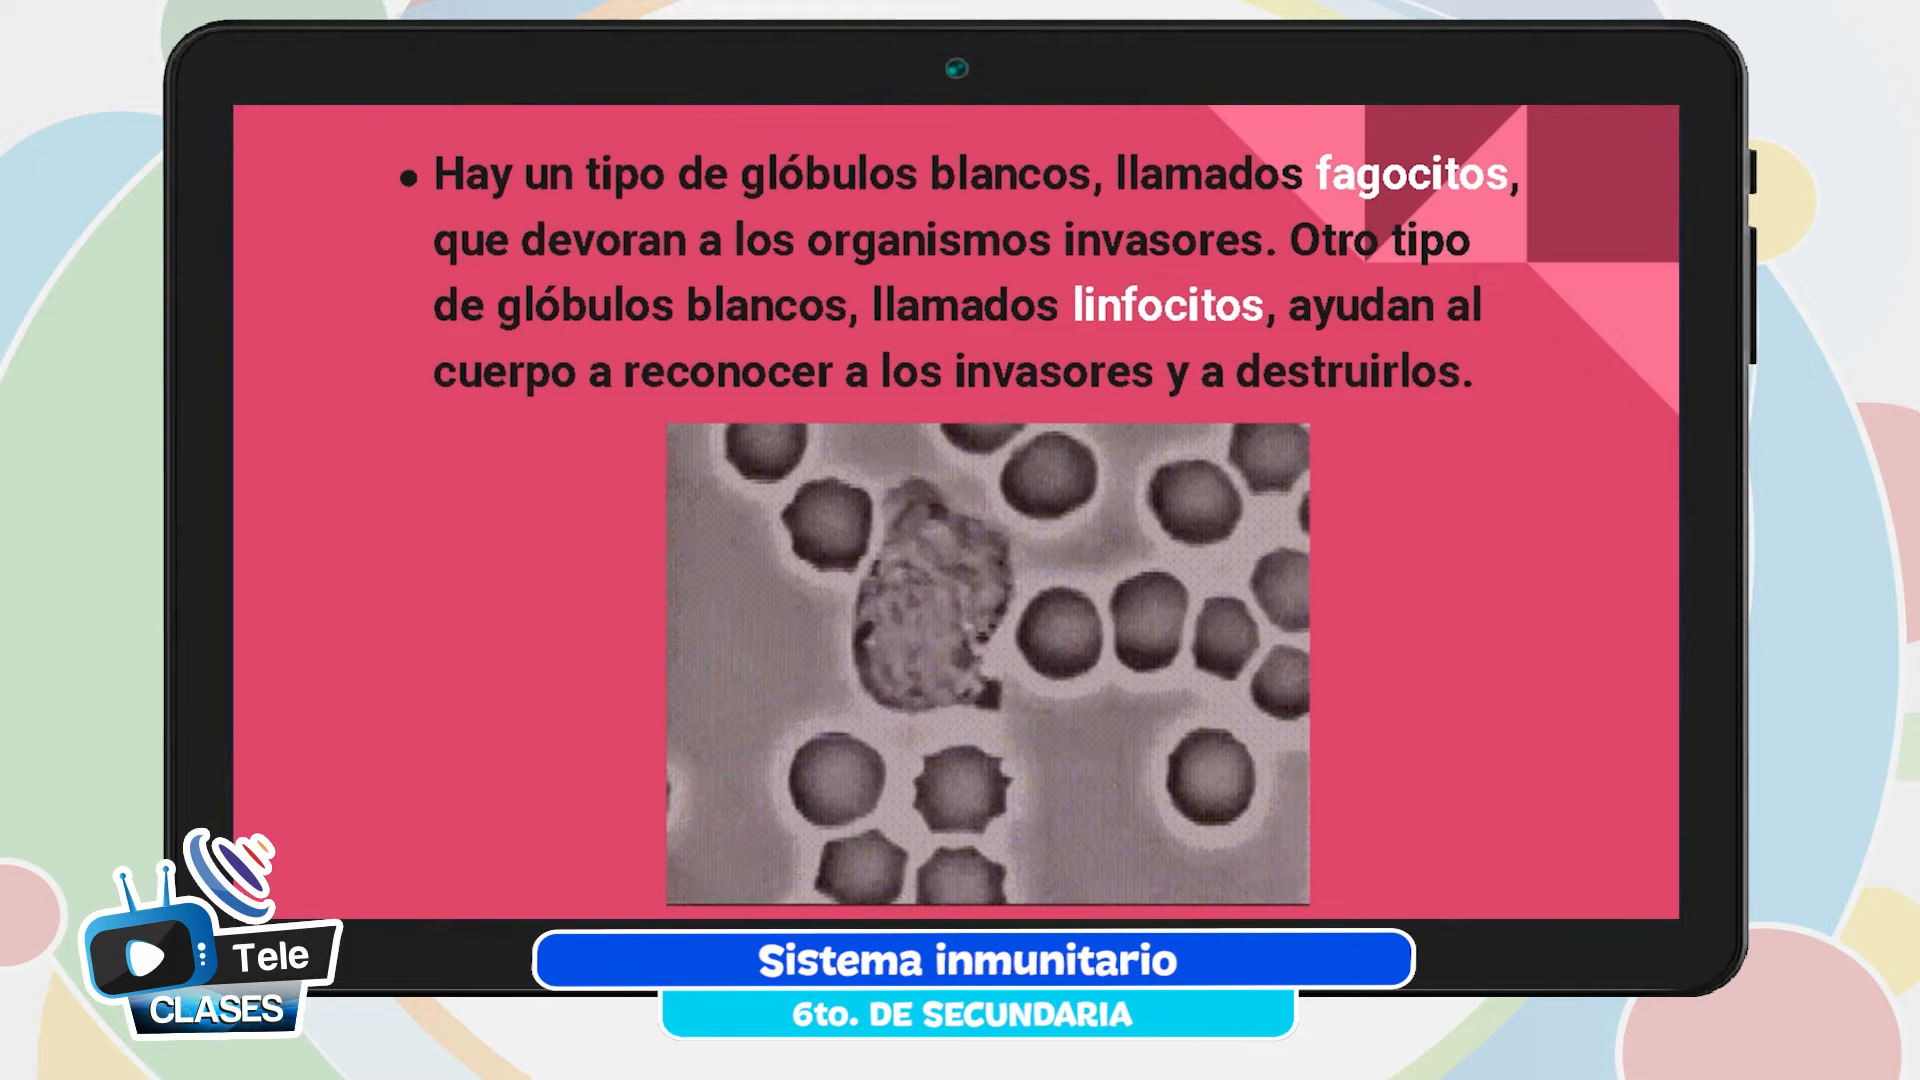 • Hay un tipo de glóbulos blancos, llamados fagocitos,
que devoran a los organismos invasores. Otro tipo
de glóbulos blancos, llamados linfocitos, ayudan al
cuerpo a reconocer a los invasores y a destruirlos.
Tele
CLASES
Sistema inmunitario
6to. DE SECUNDARIA